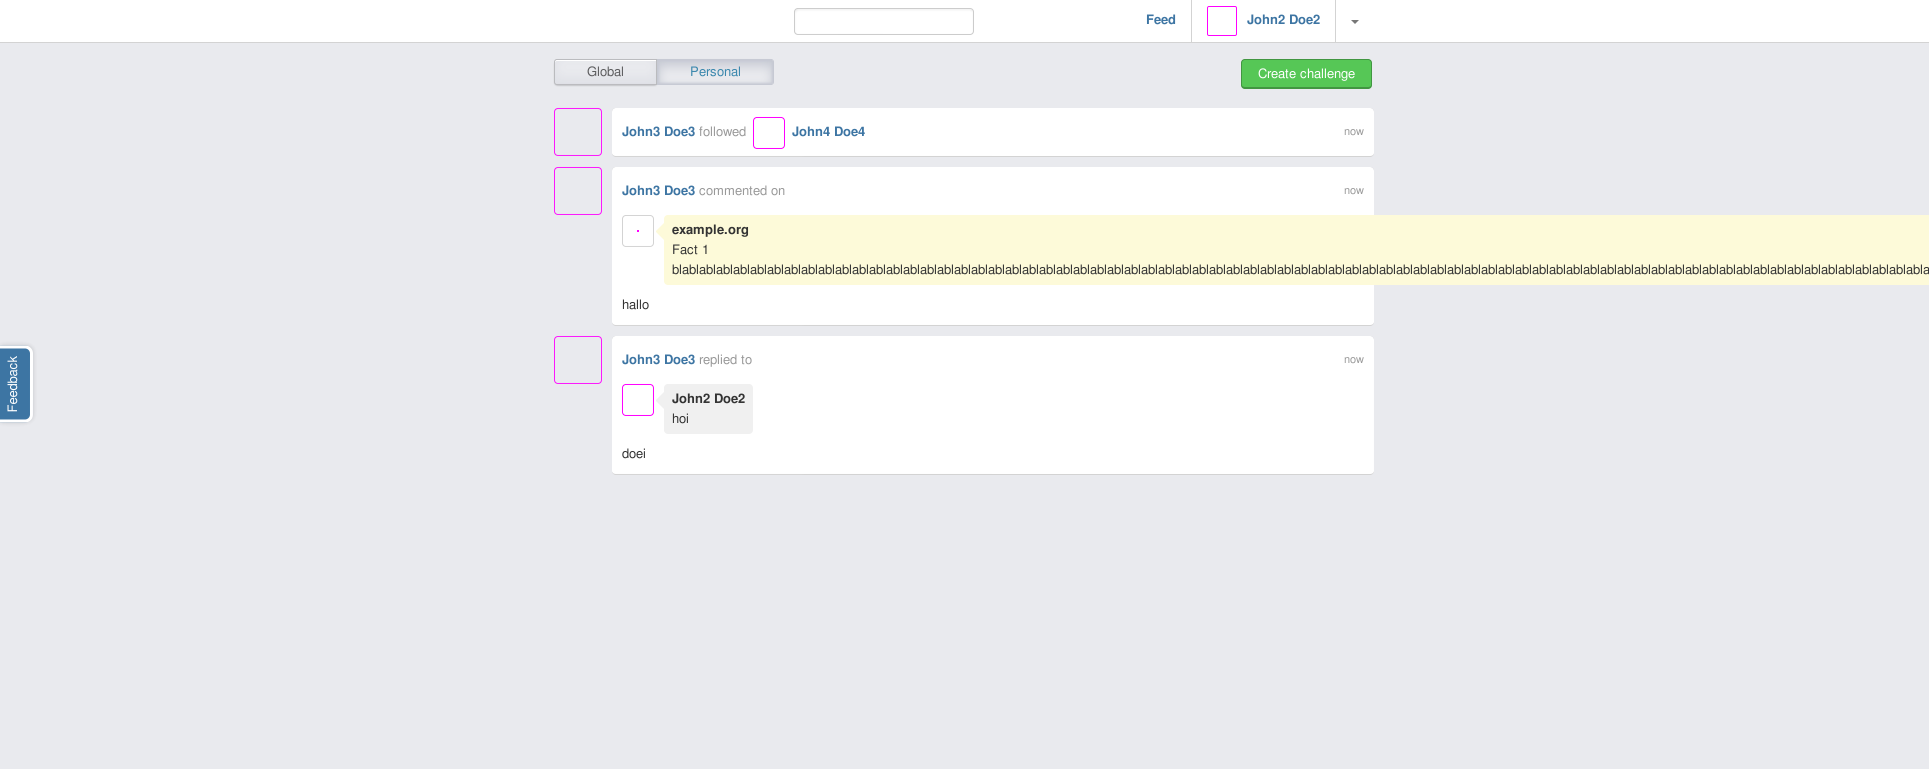 Feed
John2 Doe2
Global
Personal
Create challenge
John3 Doe3 followed John4 Doe4
now
John3 Doe3 commented on
now
example.org
Fact 1
blablablablablablablablablablablablablablablablablablablablablablablablablablablablablablablablablablablablablablablablablablablablablablablablablablablablablablablablablablablablablablablablablablablablablablablablablabla
hallo
Feedback
John3 Doe3 replied to
now
John2 Doe2
hoi
doei